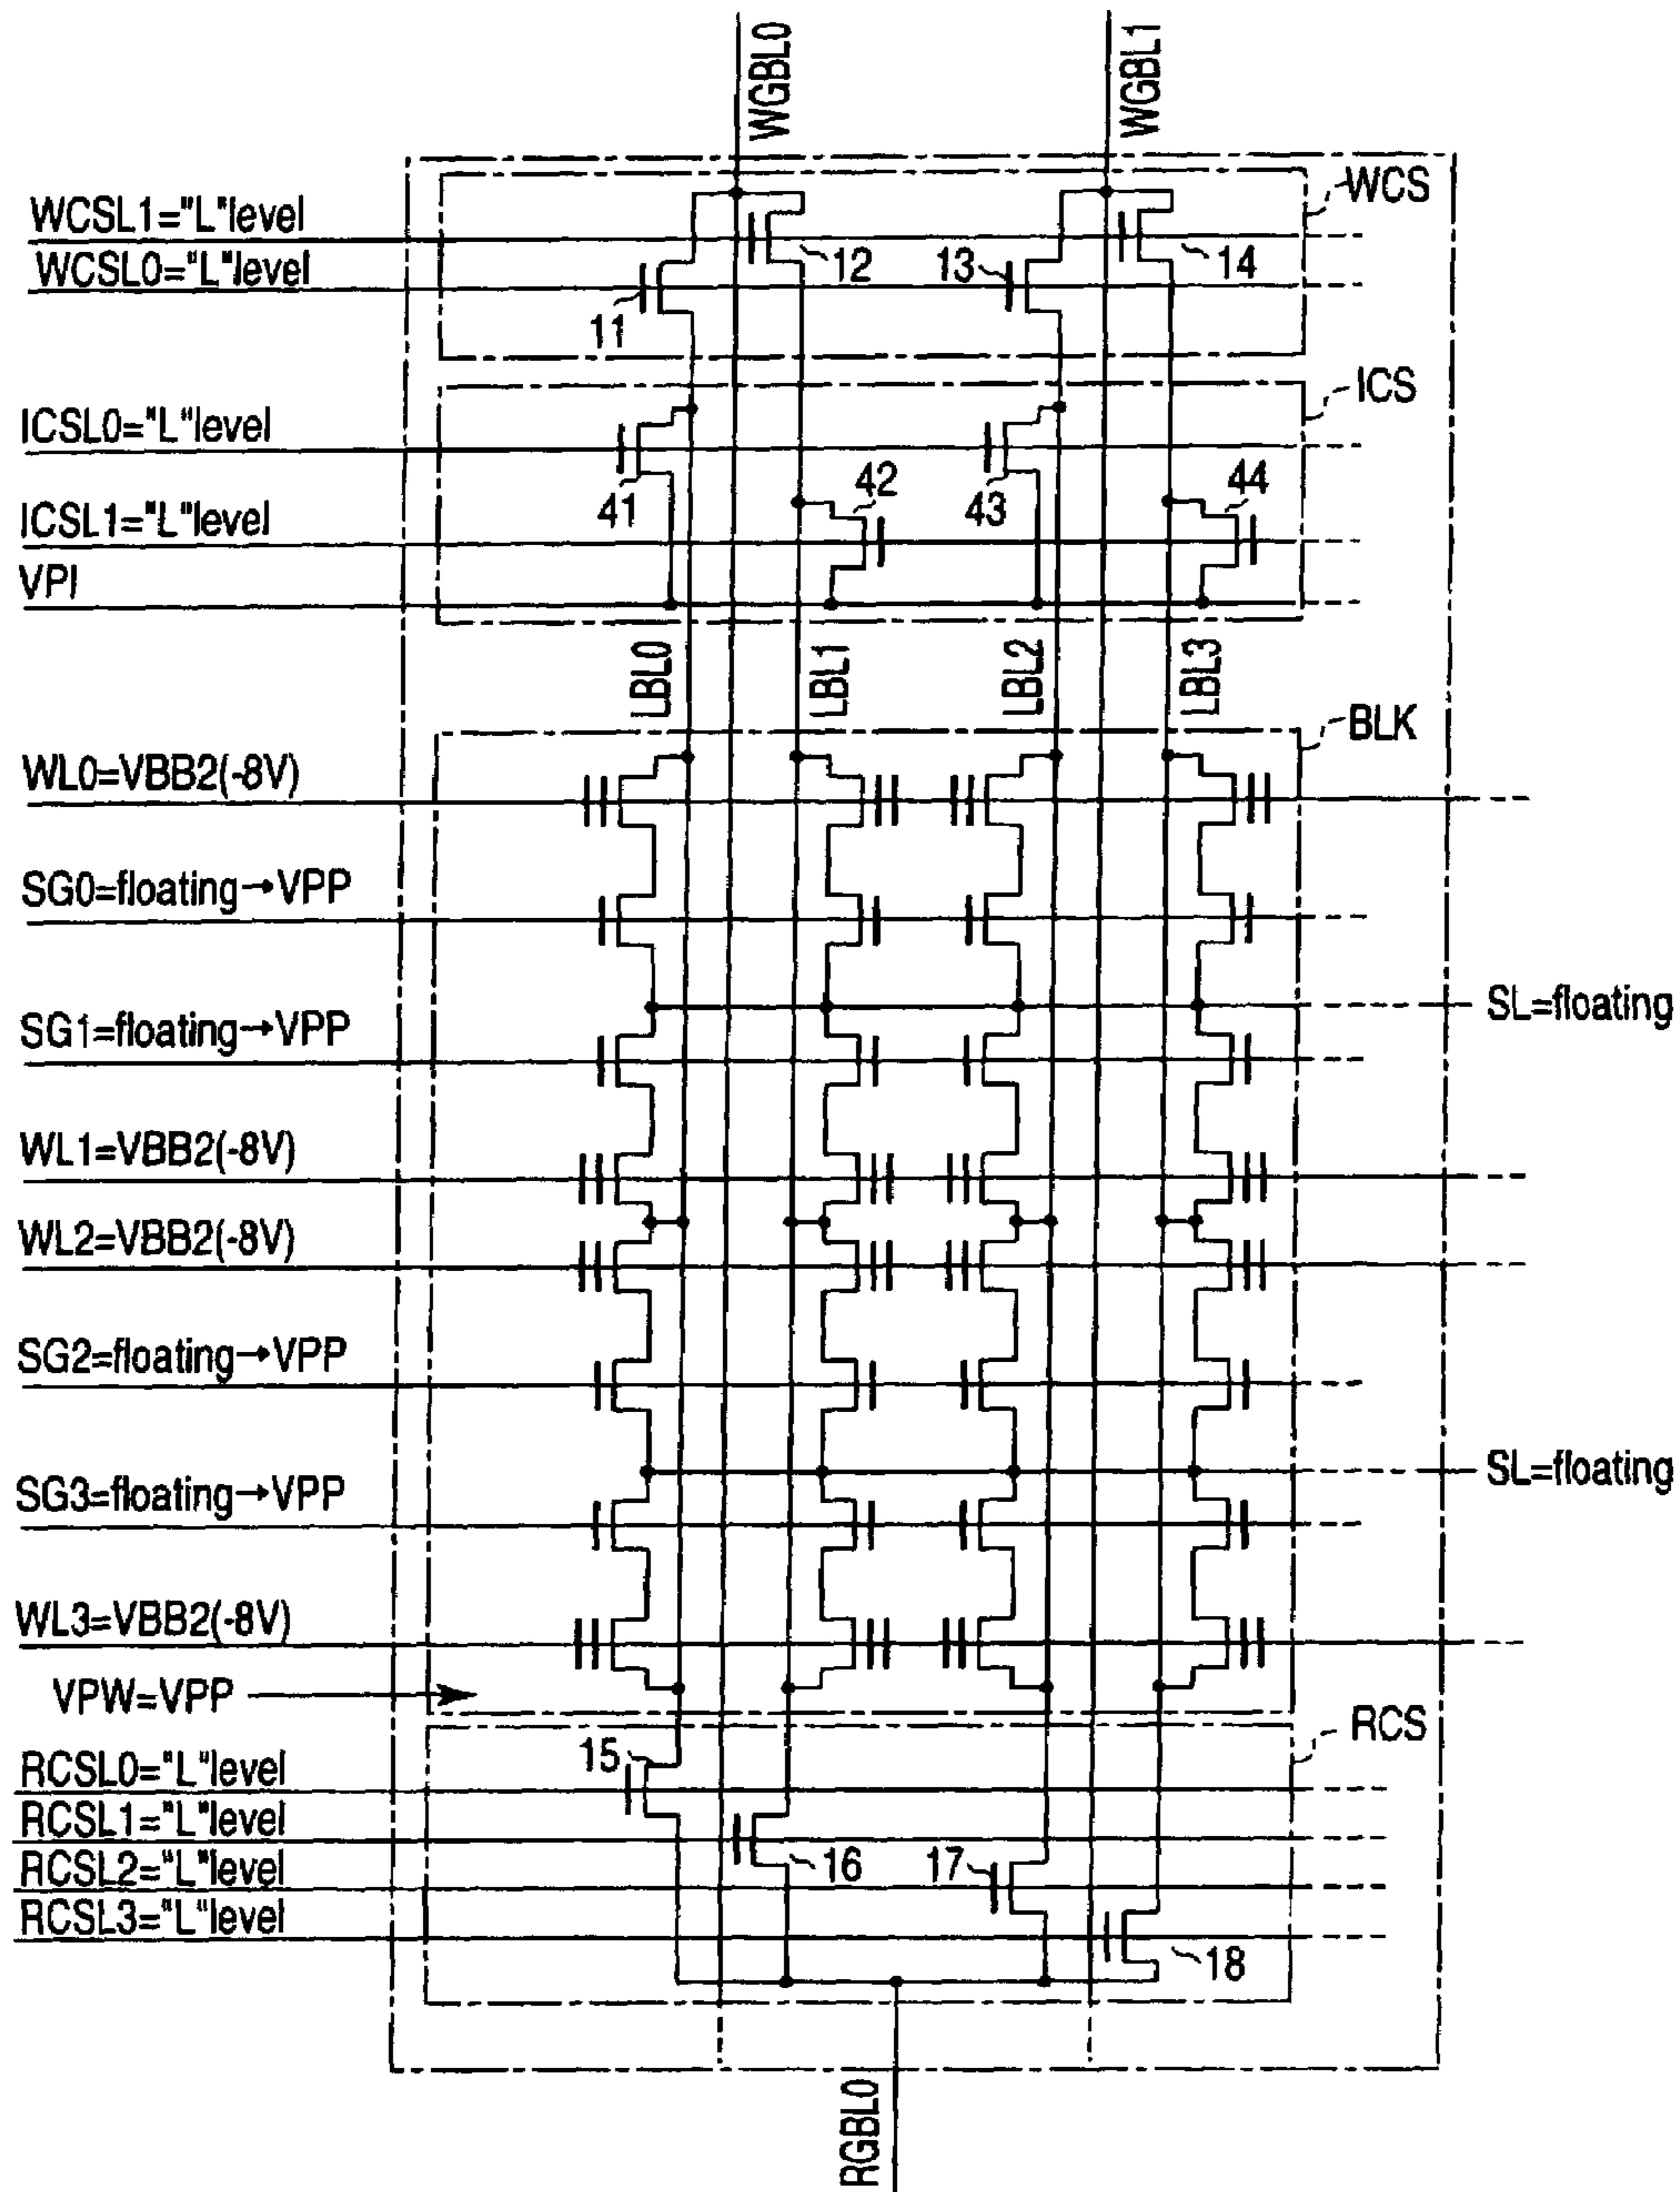 WGBL0
WGBL1
WCS
WCSL1="L"level
12
14
WCSL0="L"level
13
11
ICS
ICSL0="L"level
42
44
41
43
ICSL1="L"level
VPI
LBL0
LBL1
LBL2
LBL3
BLK
WL0=VBB2(-8V)
SG0=floating→VPP
SL=floating
SG1=floating→VPP
WL1=VBB2(-8V)
WL2=VBB2(-8V)
SG2=floating→VPP
SL=floating
SG3=floating→VPP
WL3=VBB2(-8V)
VPW=VPP
RCS
15
RCSL0="L"level
RCSL1="L"level
16
17
RCSL2="L"level
RCSL3="L"level
18
RGBL0